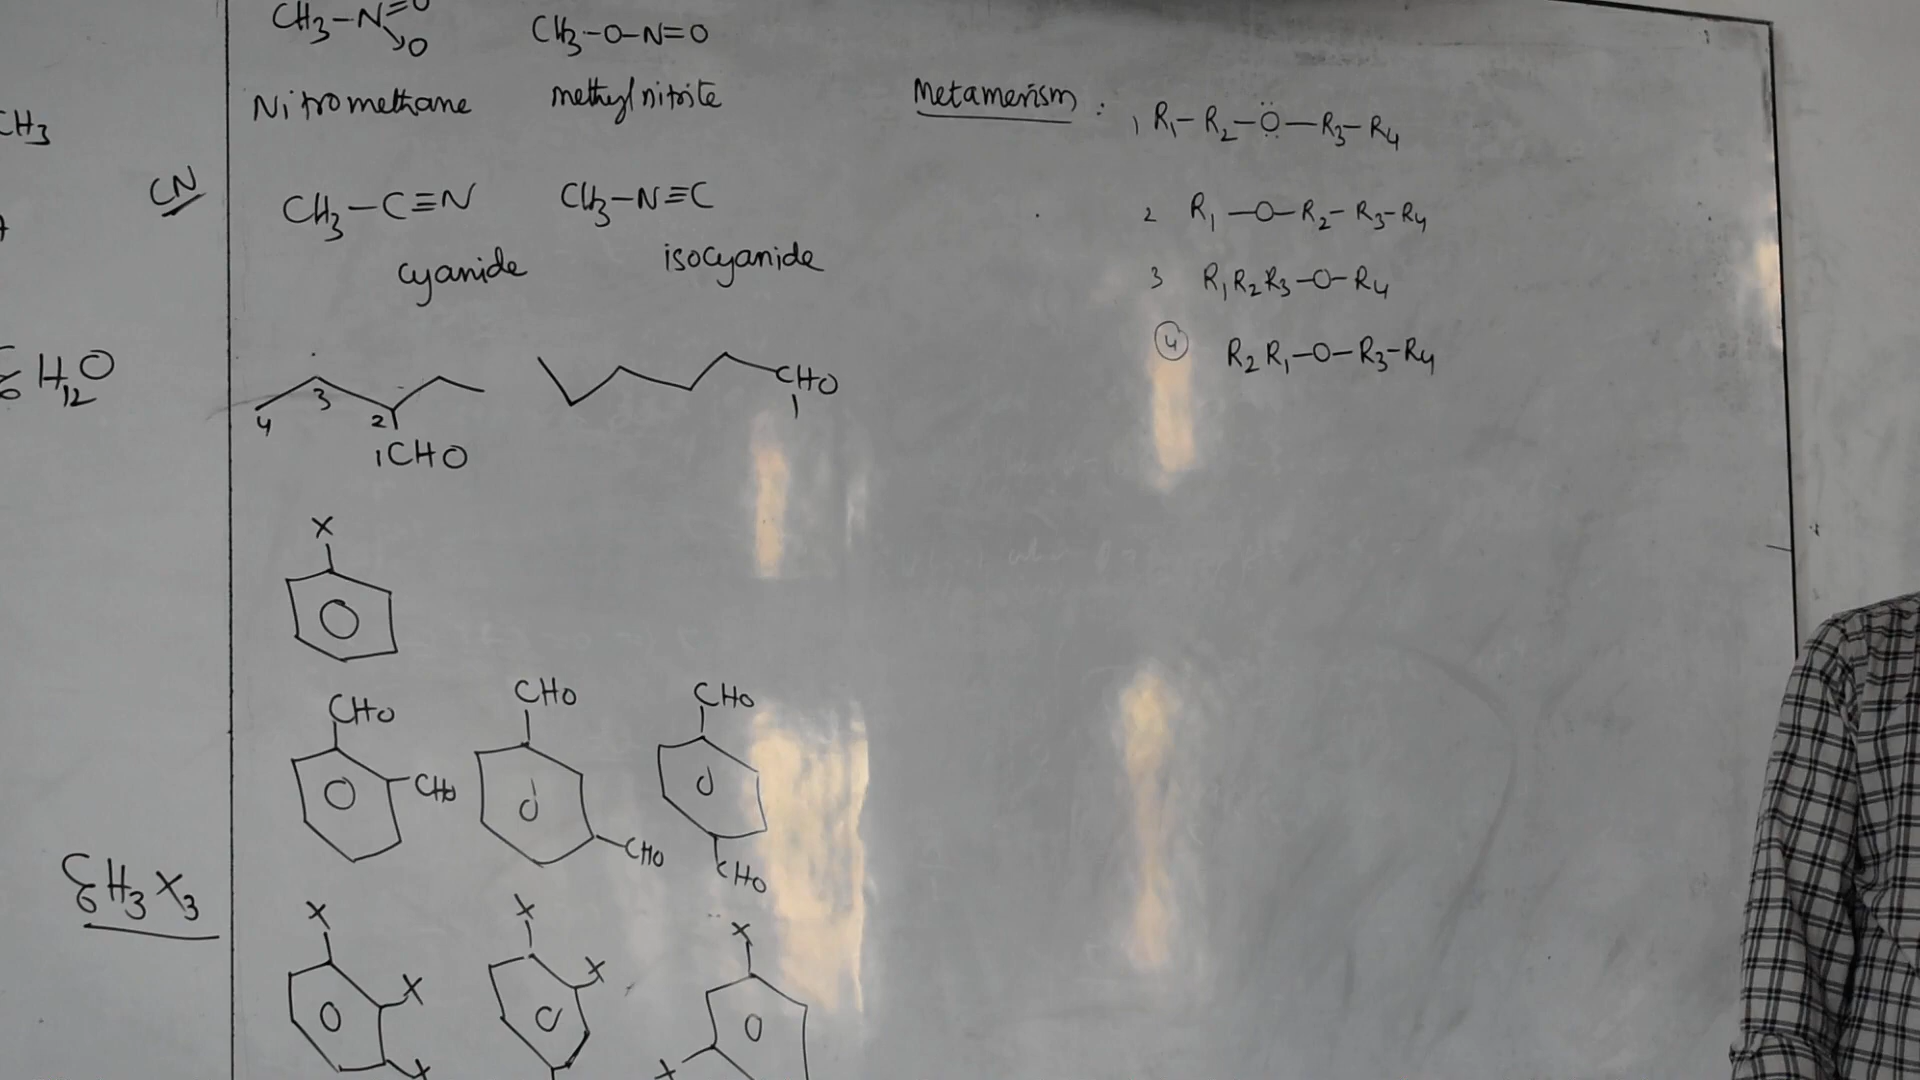 CH3-N=O
O
CH3-O-N=O
Nitromethane
methyl nitrite
CH3
CN
CH3-C≡N
CH3-N≡C
cyanide
isocyanide
6H12O
4 3 2
1CHO
CHO
1
X
CHO
CHO
CHO
CHO
CHO
CHO
C6H3X3
X
X
X
X
X
X
X
Metamerism :
1 R1-R2-O-R3-R4
2 R1-O-R2-R3-R4
3 R1R2R3-O-R4
4 R2R1-O-R3-R4